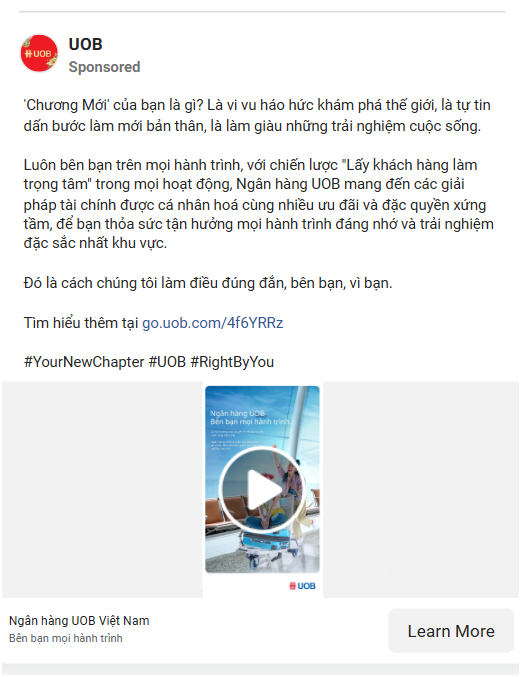 UOB
UOB
Sponsored
'Chương Mới' của bạn là gì? Là vi vu háo hức khám phá thế giới, là tự tin
dấn bước làm mới bản thân, là làm giàu những trải nghiệm cuộc sống.
Luôn bên bạn trên mọi hành trình, với chiến lược "Lấy khách hàng làm
trọng tâm" trong mọi hoạt động, Ngân hàng UOB mang đến các giải
pháp tài chính được cá nhân hoá cùng nhiều ưu đãi và đặc quyền xứng
tầm, để bạn thỏa sức tận hưởng mọi hành trình đáng nhớ và trải nghiệm
đặc sắc nhất khu vực.
Đó là cách chúng tôi làm điều đúng đắn, bên bạn, vì bạn.
Tìm hiểu thêm tại go.uob.com/4f6YRRz
#YourNewChapter #UOB #RightByYou
Ngân hàng UOB
Bên bạn mọi hành trình
UOB
Ngân hàng UOB Việt Nam
Bên bạn mọi hành trình
Learn More